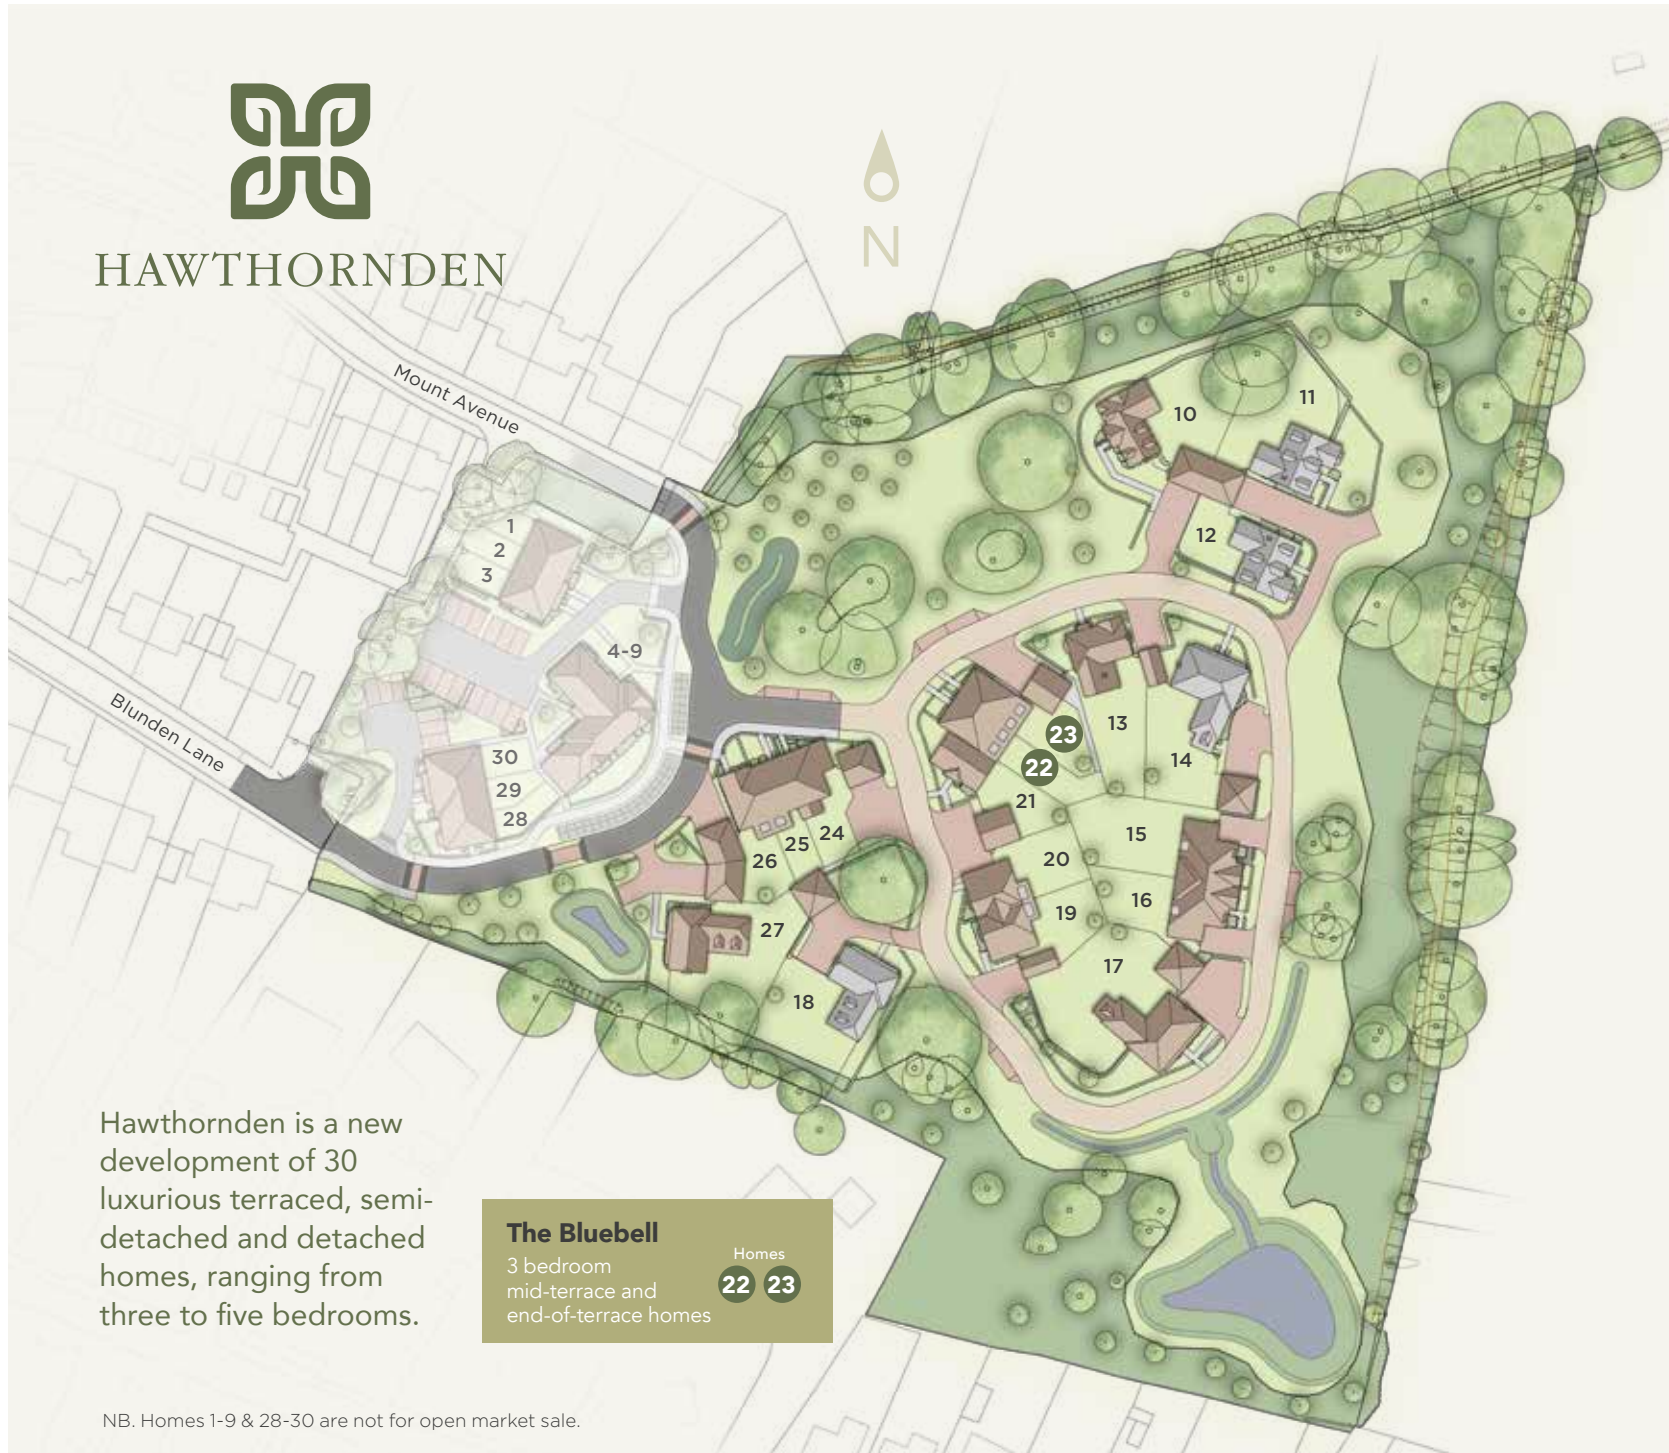 HAWTHORNDEN
N
Mount Avenue
Blunden Lane
1
2
3
4-9
30
29
28
10
11
12
13
14
23
22
21
15
20
16
19
17
24
25
26
27
18
Hawthornden is a new
development of 30
luxurious terraced, semi-
detached and detached
homes, ranging from
three to five bedrooms.
The Bluebell
3 bedroom
mid-terrace and
end-of-terrace homes
Homes
22 23
NB. Homes 1-9 & 28-30 are not for open market sale.